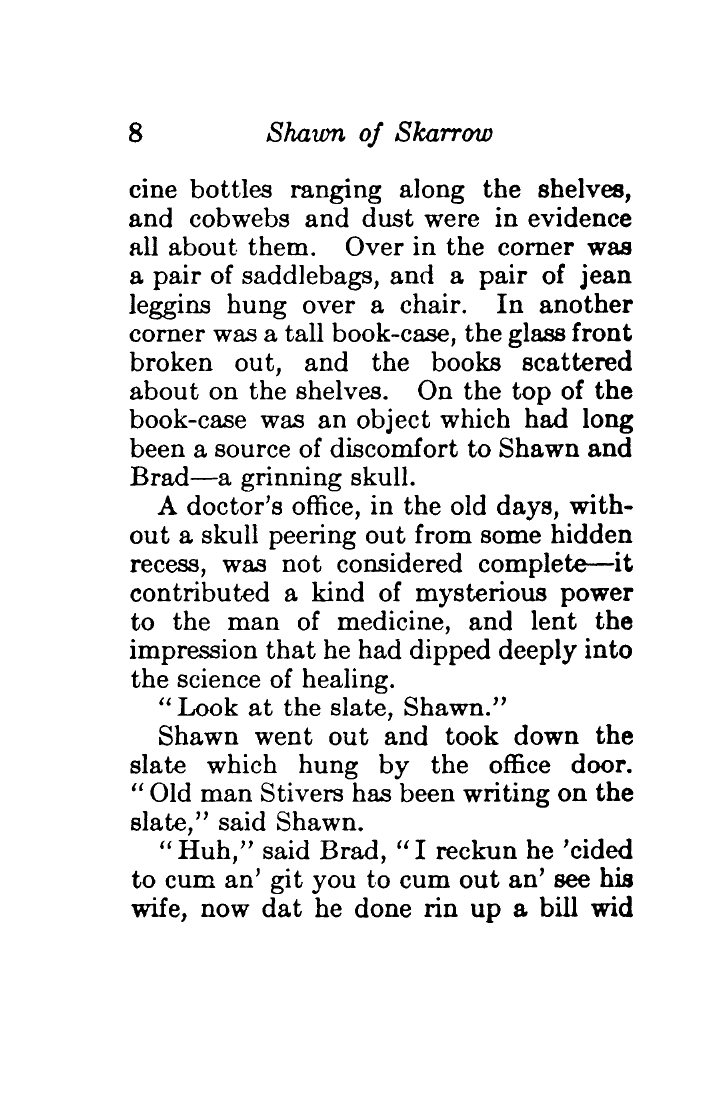 8 Shawn of Skarrow
cine bottles ranging along the shelves,
and cobwebs and dust were in evidence
all about them. Over in the corner was
a pair of saddlebags, and a pair of jean
leggins hung over a chair. In another
corner was a tall book-case, the glass front
broken out, and the books scattered
about on the shelves. On the top of the
book-case was an object which had long
been a source of discomfort to Shawn and
Brad—a grinning skull.
A doctor's office, in the old days, with-
out a skull peering out from some hidden
recess, was not considered complete—it
contributed a kind of mysterious power
to the man of medicine, and lent the
impression that he had dipped deeply into
the science of healing.
"Look at the slate, Shawn."
Shawn went out and took down the
slate which hung by the office door.
"Old man Stivers has been writing on the
slate," said Shawn.
"Huh," said Brad, "I reckun he 'cided
to cum an' git you to cum out an' see his
wife, now dat he done rin up a bill wid